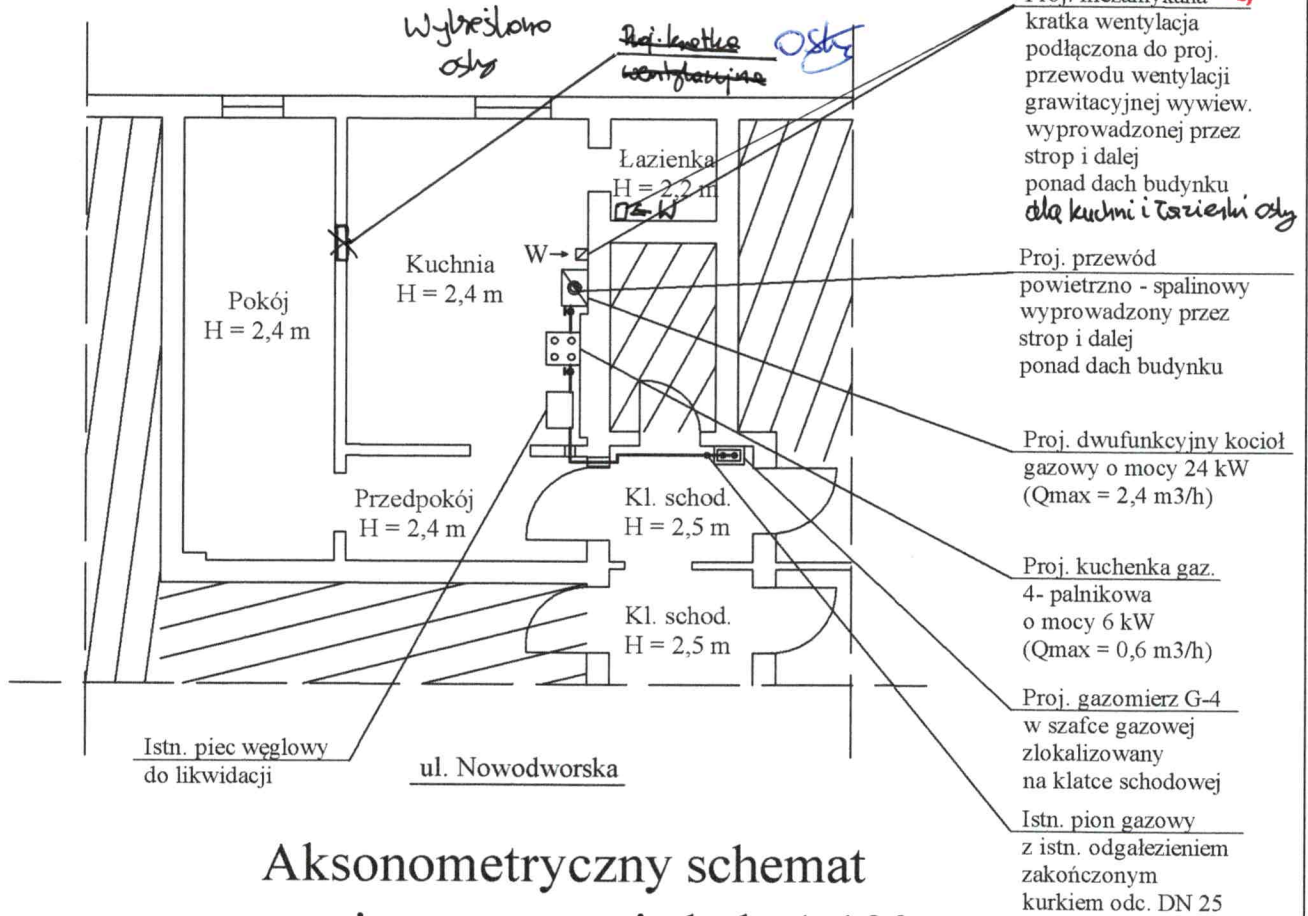 Wykreślono
Proj. kratka
wentylacyjna
Proj. niezamykana
kratka wentylacja
podłączona do proj.
przewodu wentylacji
grawitacyjnej wywiew.
wyprowadzonej przez
strop i dalej
ponad dach budynku
dla kuchni i łazienki
Łazienka
H = 2,2 m
W
W
Kuchnia
H = 2,4 m
Pokój
H = 2,4 m
Proj. przewód
powietrzno - spalinowy
wyprowadzony przez
strop i dalej
ponad dach budynku
Proj. dwufunkcyjny kocioł
gazowy o mocy 24 kW
(Qmax = 2,4 m3/h)
Przedpokój
H = 2,4 m
Kl. schod.
H = 2,5 m
Proj. kuchenka gaz.
4- palnikowa
o mocy 6 kW
(Qmax = 0,6 m3/h)
Kl. schod.
H = 2,5 m
Proj. gazomierz G-4
w szafce gazowej
zlokalizowany
na klatce schodowej
Istn. piec węglowy
do likwidacji
ul. Nowodworska
Istn. pion gazowy
z istn. odgałezieniem
zakończonym
kurkiem odc. DN 25
Aksonometryczny schemat